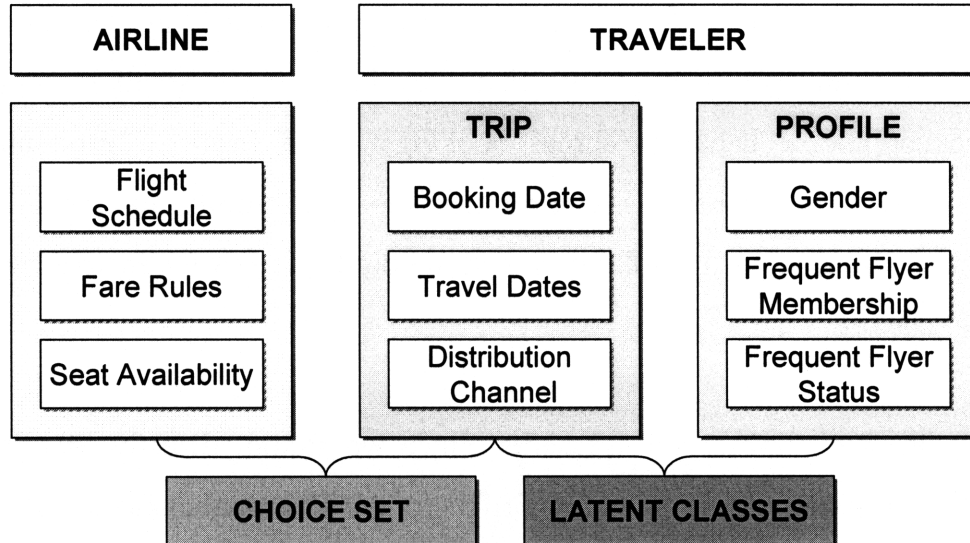 AIRLINE
TRAVELER
Flight
Schedule
Fare Rules
Seat Availability
TRIP
Booking Date
Travel Dates
Distribution
Channel
PROFILE
Gender
Frequent Flyer
Membership
Frequent Flyer
Status
CHOICE SET
LATENT CLASSES